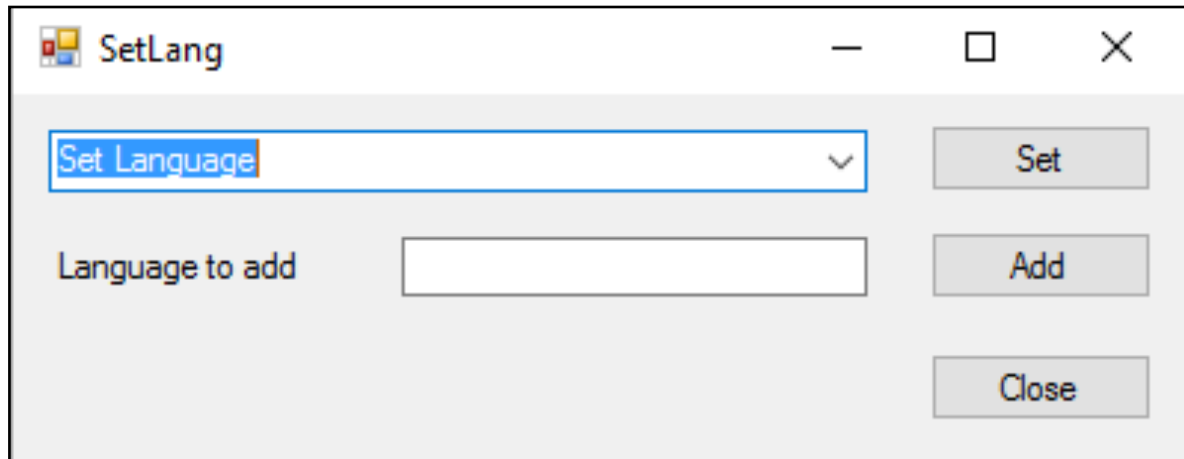 SetLang
Set Language
Set
Language to add
Add
Close